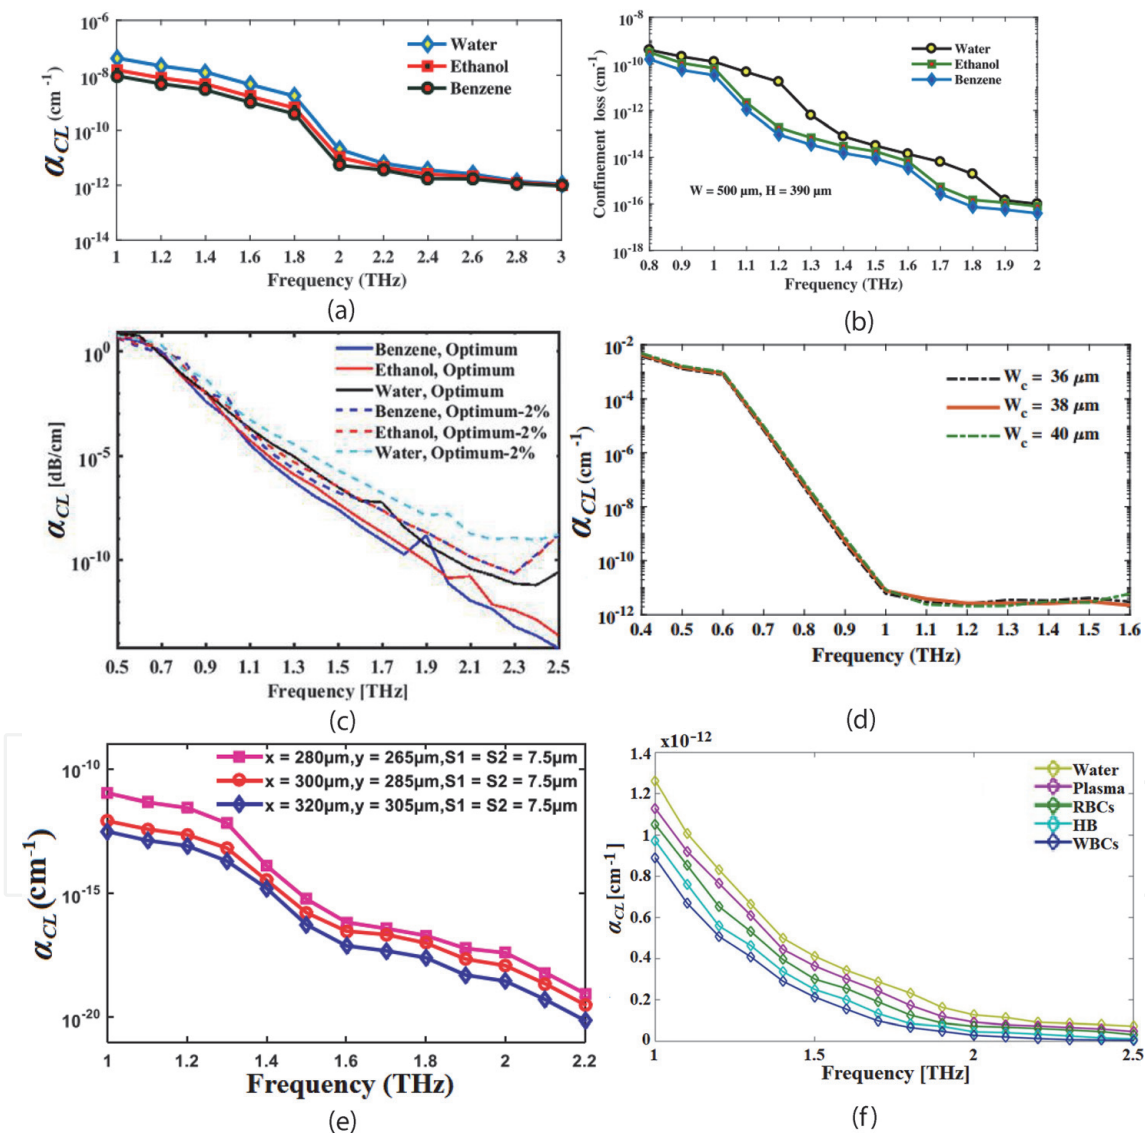 10⁻⁶
10⁻⁸
10⁻¹⁰
10⁻¹²
10⁻¹⁴
α_CL (cm⁻¹)
Water
Ethanol
Benzene
1 1.2 1.4 1.6 1.8 2 2.2 2.4 2.6 2.8 3
Frequency (THz)
(a)
10⁻⁸
10⁻¹⁰
10⁻¹²
10⁻¹⁴
10⁻¹⁶
10⁻¹⁸
Confinement loss (cm⁻¹)
Water
Ethanol
Benzene
W = 500 µm, H = 390 µm
0.8 0.9 1 1.1 1.2 1.3 1.4 1.5 1.6 1.7 1.8 1.9 2
Frequency (THz)
(b)
10⁰
10⁻⁵
10⁻¹⁰
α_CL [dB/cm]
Benzene, Optimum
Ethanol, Optimum
Water, Optimum
Benzene, Optimum-2%
Ethanol, Optimum-2%
Water, Optimum-2%
0.5 0.7 0.9 1.1 1.3 1.5 1.7 1.9 2.1 2.3 2.5
Frequency [THz]
(c)
10⁻²
10⁻⁴
10⁻⁶
10⁻⁸
10⁻¹⁰
10⁻¹²
α_CL (cm⁻¹)
W_c = 36 µm
W_c = 38 µm
W_c = 40 µm
0.4 0.5 0.6 0.7 0.8 0.9 1 1.1 1.2 1.3 1.4 1.5 1.6
Frequency (THz)
(d)
10⁻¹⁰
10⁻¹⁵
10⁻²⁰
α_CL (cm⁻¹)
x = 280µm,y = 265µm,S1 = S2 = 7.5µm
x = 300µm,y = 285µm,S1 = S2 = 7.5µm
x = 320µm,y = 305µm,S1 = S2 = 7.5µm
1 1.2 1.4 1.6 1.8 2 2.2
Frequency (THz)
(e)
x10⁻¹²
1.4
1.2
1
0.8
0.6
0.4
0.2
0
α_CL [cm⁻¹]
Water
Plasma
RBCs
HB
WBCs
1 1.5 2 2.5
Frequency [THz]
(f)